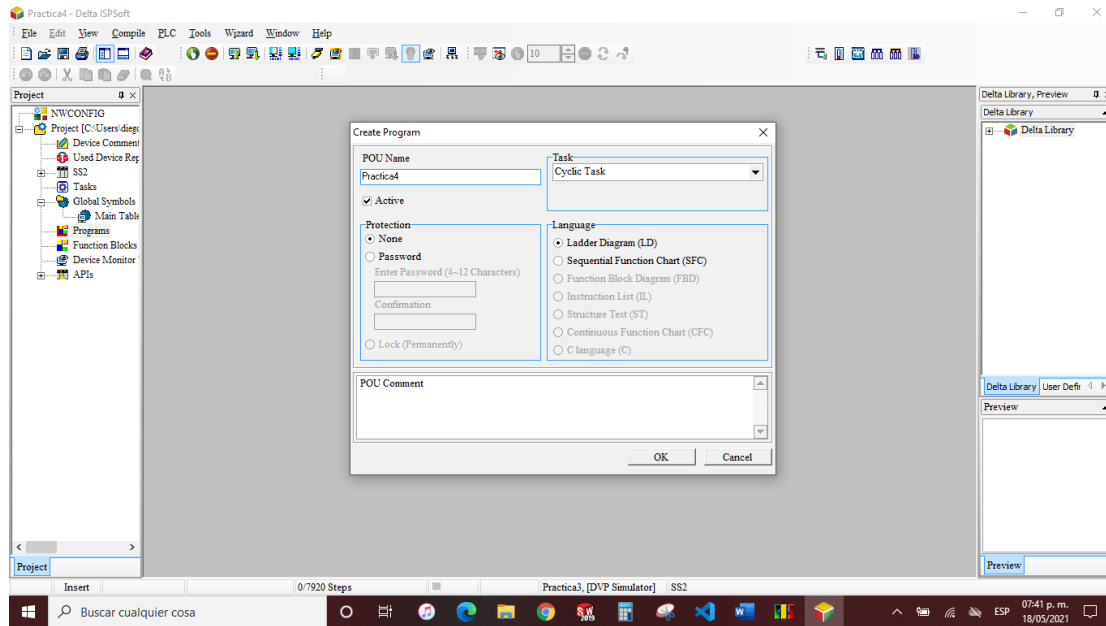 Practica4 - Delta ISPSoft
File Edit View Compile PLC Tools Wizard Window Help
10
Project
NWCONFIG
Project [C:\Users\diego
Device Comment
Used Device Rep
SS2
Tasks
Global Symbols
Main Table
Programs
Function Blocks
Device Monitor
APIs
Project
Create Program
POU Name
Practica4
Active
Task
Cyclic Task
Protection
None
Password
Enter Password (4~12 Characters)
Confirmation
Lock (Permanently)
Language
Ladder Diagram (LD)
Sequential Function Chart (SFC)
Function Block Diagram (FBD)
Instruction List (IL)
Structure Text (ST)
Continuous Function Chart (CFC)
C language (C)
POU Comment
OK Cancel
Delta Library, Preview
Delta Library
Delta Library
Delta Library User Defir
Preview
Preview
Insert 0/7920 Steps Practica3, [DVP Simulator] SS2
Buscar cualquier cosa
2019
ESP
07:41 p. m.
18/05/2021